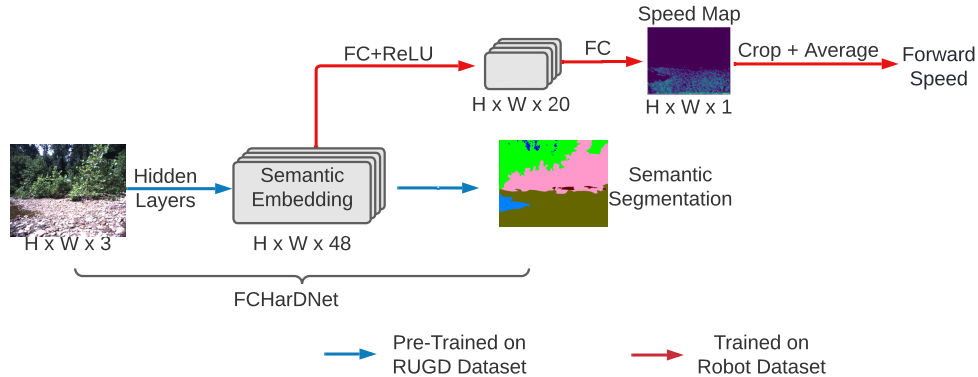 Speed Map
FC+ReLU
FC
Crop + Average
Forward
Speed
H x W x 20
H x W x 1
Hidden
Layers
Semantic
Embedding
Semantic
Segmentation
H x W x 3
H x W x 48
FCHarDNet
Pre-Trained on
RUGD Dataset
Trained on
Robot Dataset